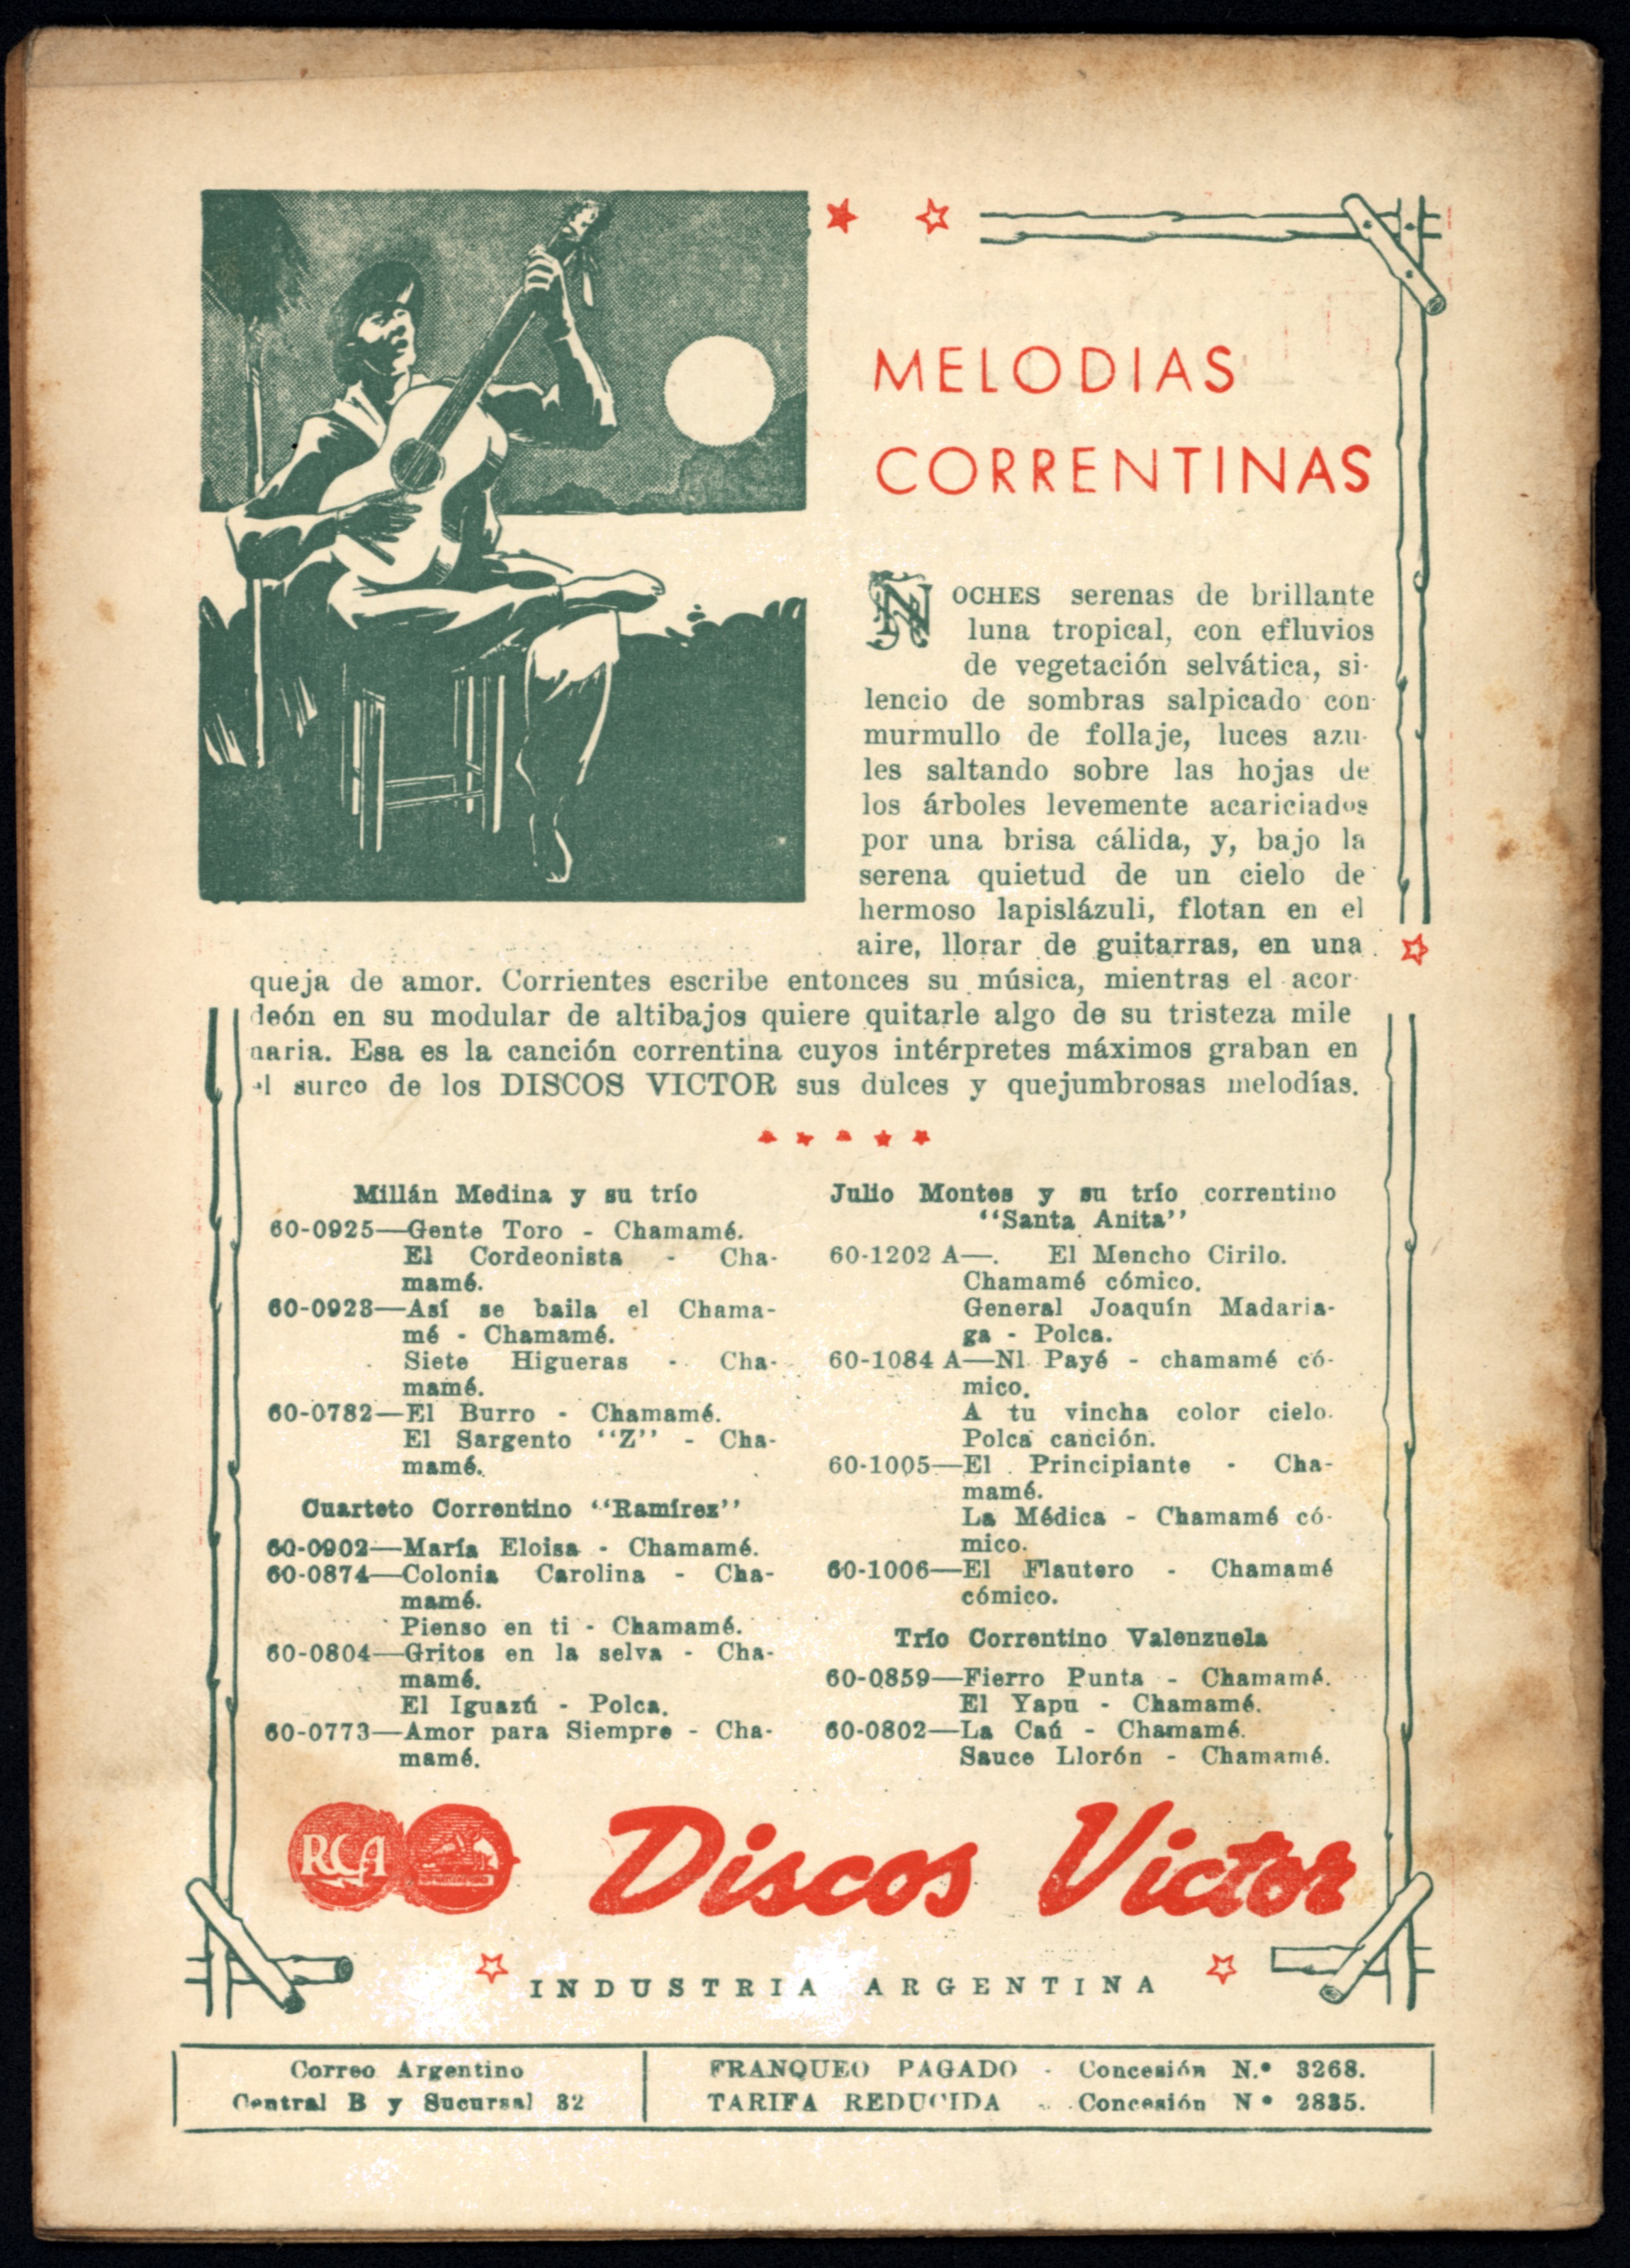 MELODIAS
CORRENTINAS
NOCHES serenas de brillante
luna tropical, con efluvios
de vegetación selvática, si-
lencio de sombras salpicado con
murmullo de follaje, luces azu-
les saltando sobre las hojas de
los árboles levemente acariciados
por una brisa cálida, y, bajo la
serena quietud de un cielo de
hermoso lapislázuli, flotan en el
aire, llorar de guitarras, en una
queja de amor. Corrientes escribe entonces su música, mientras el acor-
deón en su modular de altibajos quiere quitarle algo de su tristeza mile
naria. Esa es la canción correntina cuyos intérpretes máximos graban en
el surco de los DISCOS VICTOR sus dulces y quejumbrosas melodías.
Millán Medina y su trío
60-0925—Gente Toro - Chamamé.
El Cordeonista - Cha-
mamé.
60-0928—Así se baila el Chama-
mé - Chamamé.
Siete Higueras - Cha-
mamé.
60-0782—El Burro - Chamamé.
El Sargento "Z" - Cha-
mamé.
Cuarteto Correntino "Ramírez"
60-0902—María Eloisa - Chamamé.
60-0874—Colonia Carolina - Cha-
mamé.
Pienso en ti - Chamamé.
60-0804—Gritos en la selva - Cha-
mamé.
El Iguazú - Polca.
60-0773—Amor para Siempre - Cha-
mamé.
Julio Montes y su trío correntino
"Santa Anita"
60-1202 A—. El Mencho Cirilo.
Chamamé cómico.
General Joaquín Madaria-
ga - Polca.
60-1084 A—Nl Payé - chamamé có-
mico.
A tu vincha color cielo.
Polca canción.
60-1005—El Principiante - Cha-
mamé.
La Médica - Chamamé có-
mico.
60-1006—El Flautero - Chamamé
cómico.
Trío Correntino Valenzuela
60-0859—Fierro Punta - Chamamé.
El Yapu - Chamamé.
60-0802—La Caú - Chamamé.
Sauce Llorón - Chamamé.
RCA
Discos Victor
INDUSTRIA ARGENTINA
Correo Argentino
Central B y Sucursal 32
FRANQUEO PAGADO - Concesión N.º 3268.
TARIFA REDUCIDA - Concesión Nº 2835.